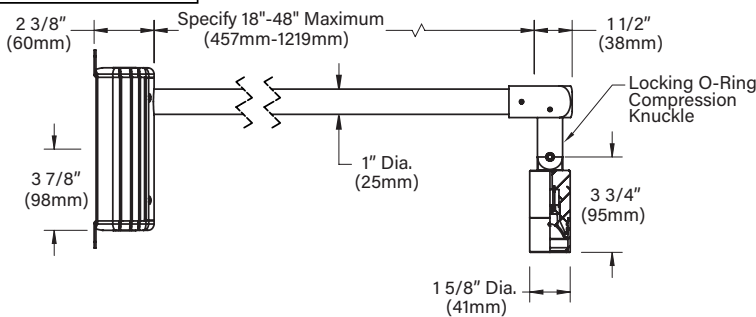 2 3/8"
(60mm)
Specify 18"-48" Maximum
(457mm-1219mm)
1 1/2"
(38mm)
Locking O-Ring
Compression
Knuckle
1" Dia.
(25mm)
3 7/8"
(98mm)
3 3/4"
(95mm)
1 5/8" Dia.
(41mm)